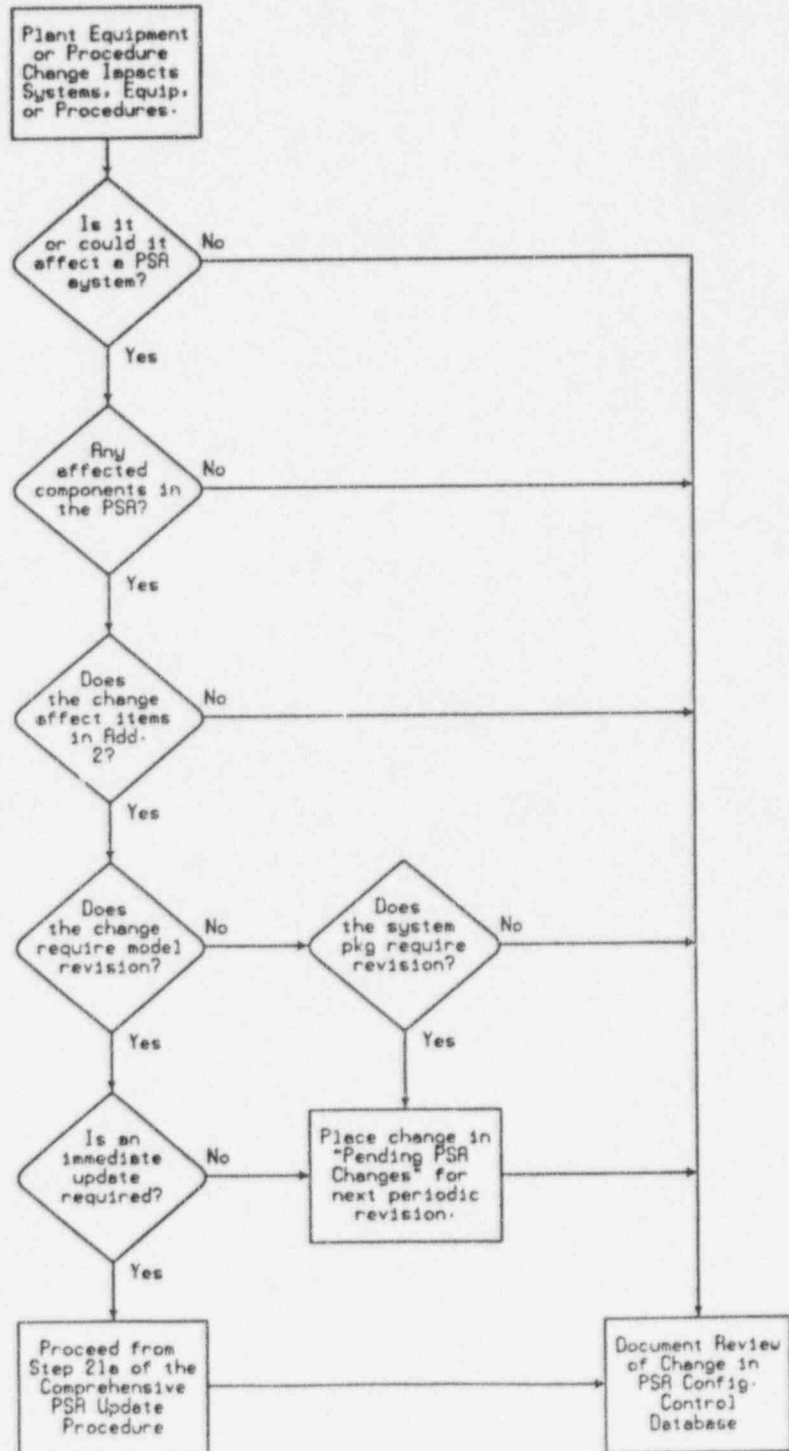 Plant Equipment
or Procedure
Change Impacts
Systems, Equip,
or Procedures.
Is it
or could it
affect a PSA
system?
No
Yes
Any
affected
components in
the PSA?
No
Yes
Does
the change
affect items
in Add.
2?
No
Yes
Does
the change
require model
revision?
No
Does
the system
pkg require
revision?
No
Yes
Yes
Is an
immediate
update
required?
No
Place change in
"Pending PSA
Changes" for
next periodic
revision.
Yes
Proceed from
Step 21a of the
Comprehensive
PSA Update
Procedure
Document Review
of Change in
PSA Config.
Control
Database